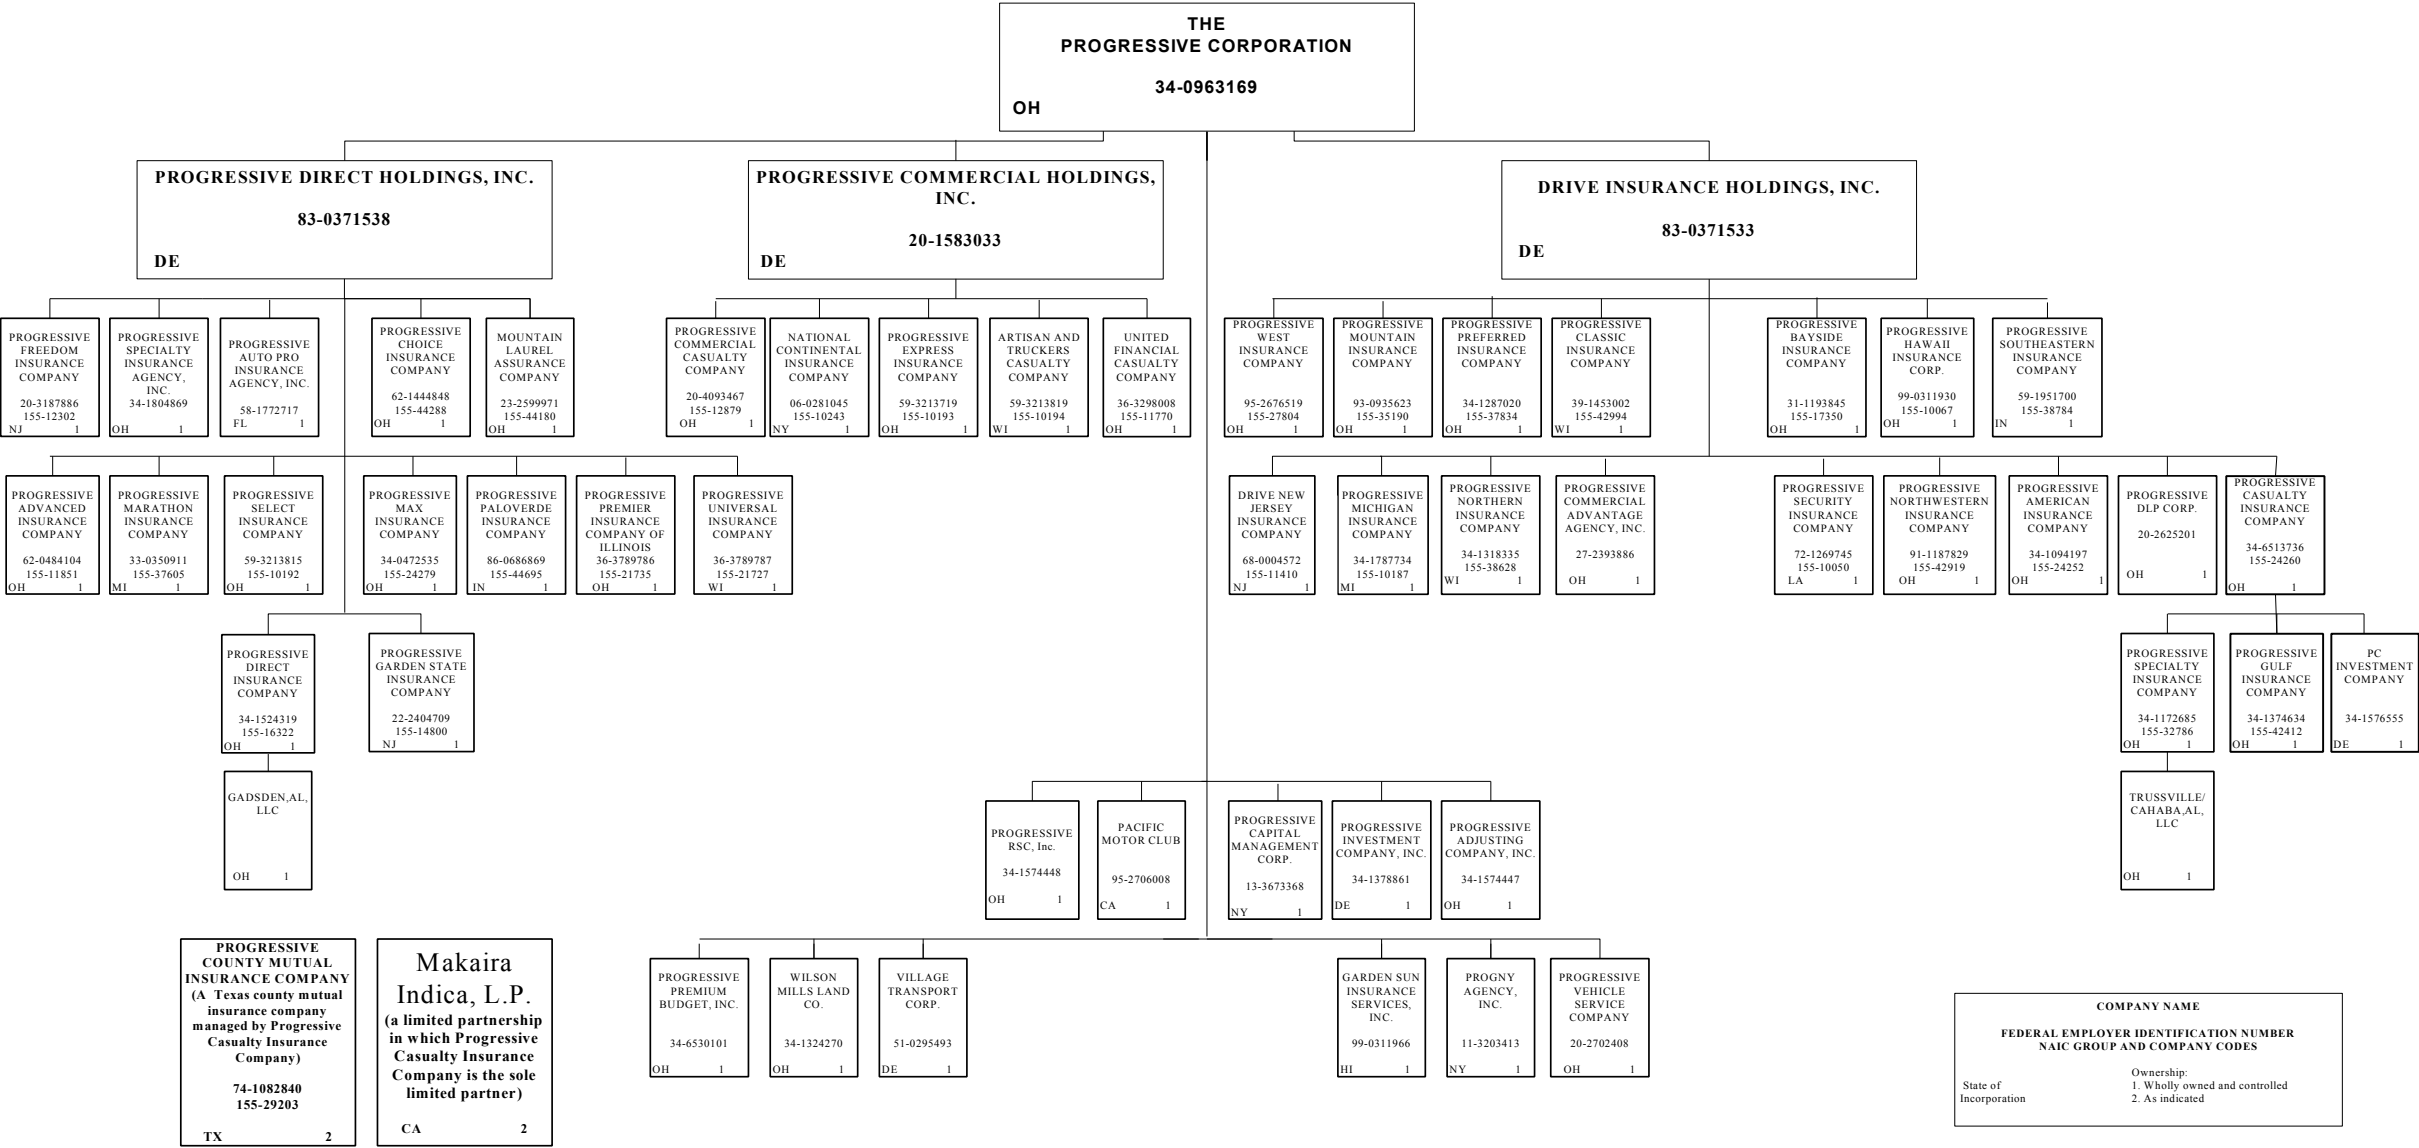 THE
PROGRESSIVE CORPORATION
34-0963169
OH
PROGRESSIVE DIRECT HOLDINGS, INC.
83-0371538
DE
PROGRESSIVE COMMERCIAL HOLDINGS,
INC.
20-1583033
DE
DRIVE INSURANCE HOLDINGS, INC.
83-0371533
DE
PROGRESSIVE
FREEDOM
INSURANCE
COMPANY
20-3187886
155-12302
NJ 1
PROGRESSIVE
SPECIALTY
INSURANCE
AGENCY,
INC.
34-1804869
OH 1
PROGRESSIVE
AUTO PRO
INSURANCE
AGENCY, INC.
58-1772717
FL 1
PROGRESSIVE
CHOICE
INSURANCE
COMPANY
62-1444848
155-44288
OH 1
MOUNTAIN
LAUREL
ASSURANCE
COMPANY
23-2599971
155-44180
OH 1
PROGRESSIVE
COMMERCIAL
CASUALTY
COMPANY
20-4093467
155-12879
OH 1
NATIONAL
CONTINENTAL
INSURANCE
COMPANY
06-0281045
155-10243
NY 1
PROGRESSIVE
EXPRESS
INSURANCE
COMPANY
59-3213719
155-10193
OH 1
ARTISAN AND
TRUCKERS
CASUALTY
COMPANY
59-3213819
155-10194
WI 1
UNITED
FINANCIAL
CASUALTY
COMPANY
36-3298008
155-11770
OH 1
PROGRESSIVE
WEST
INSURANCE
COMPANY
95-2676519
155-27804
OH 1
PROGRESSIVE
MOUNTAIN
INSURANCE
COMPANY
93-0935623
155-35190
OH 1
PROGRESSIVE
PREFERRED
INSURANCE
COMPANY
34-1287020
155-37834
OH 1
PROGRESSIVE
CLASSIC
INSURANCE
COMPANY
39-1453002
155-42994
WI 1
PROGRESSIVE
BAYSIDE
INSURANCE
COMPANY
31-1193845
155-17350
OH 1
PROGRESSIVE
HAWAII
INSURANCE
CORP.
99-0311930
155-10067
OH 1
PROGRESSIVE
SOUTHEASTERN
INSURANCE
COMPANY
59-1951700
155-38784
IN 1
PROGRESSIVE
ADVANCED
INSURANCE
COMPANY
62-0484104
155-11851
OH 1
PROGRESSIVE
MARATHON
INSURANCE
COMPANY
33-0350911
155-37605
MI 1
PROGRESSIVE
SELECT
INSURANCE
COMPANY
59-3213815
155-10192
OH 1
PROGRESSIVE
MAX
INSURANCE
COMPANY
34-0472535
155-24279
OH 1
PROGRESSIVE
PALOVERDE
INSURANCE
COMPANY
86-0686869
155-44695
IN 1
PROGRESSIVE
PREMIER
INSURANCE
COMPANY OF
ILLINOIS
36-3789786
155-21735
OH 1
PROGRESSIVE
UNIVERSAL
INSURANCE
COMPANY
36-3789787
155-21727
WI 1
DRIVE NEW
JERSEY
INSURANCE
COMPANY
68-0004572
155-11410
NJ 1
PROGRESSIVE
MICHIGAN
INSURANCE
COMPANY
34-1787734
155-10187
MI 1
PROGRESSIVE
NORTHERN
INSURANCE
COMPANY
34-1318335
155-38628
WI 1
PROGRESSIVE
COMMERCIAL
ADVANTAGE
AGENCY, INC.
27-2393886
OH 1
PROGRESSIVE
SECURITY
INSURANCE
COMPANY
72-1269745
155-10050
LA 1
PROGRESSIVE
NORTHWESTERN
INSURANCE
COMPANY
91-1187829
155-42919
OH 1
PROGRESSIVE
AMERICAN
INSURANCE
COMPANY
34-1094197
155-24252
OH 1
PROGRESSIVE
DLP CORP.
20-2625201
OH 1
PROGRESSIVE
CASUALTY
INSURANCE
COMPANY
34-6513736
155-24260
OH 1
PROGRESSIVE
DIRECT
INSURANCE
COMPANY
34-1524319
155-16322
OH 1
PROGRESSIVE
GARDEN STATE
INSURANCE
COMPANY
22-2404709
155-14800
NJ 1
PROGRESSIVE
SPECIALTY
INSURANCE
COMPANY
34-1172685
155-32786
OH 1
PROGRESSIVE
GULF
INSURANCE
COMPANY
34-1374634
155-42412
OH 1
PC
INVESTMENT
COMPANY
34-1576555
DE 1
GADSDEN,AL,
LLC
OH 1
TRUSSVILLE/
CAHABA,AL,
LLC
OH 1
PROGRESSIVE
RSC, Inc.
34-1574448
OH 1
PACIFIC
MOTOR CLUB
95-2706008
CA 1
PROGRESSIVE
CAPITAL
MANAGEMENT
CORP.
13-3673368
NY 1
PROGRESSIVE
INVESTMENT
COMPANY, INC.
34-1378861
DE 1
PROGRESSIVE
ADJUSTING
COMPANY, INC.
34-1574447
OH 1
PROGRESSIVE
COUNTY MUTUAL
INSURANCE COMPANY
(A Texas county mutual
insurance company
managed by Progressive
Casualty Insurance
Company)
74-1082840
155-29203
TX 2
Makaira
Indica, L.P.
(a limited partnership
in which Progressive
Casualty Insurance
Company is the sole
limited partner)
CA 2
PROGRESSIVE
PREMIUM
BUDGET, INC.
34-6530101
OH 1
WILSON
MILLS LAND
CO.
34-1324270
OH 1
VILLAGE
TRANSPORT
CORP.
51-0295493
DE 1
GARDEN SUN
INSURANCE
SERVICES,
INC.
99-0311966
HI 1
PROGNY
AGENCY,
INC.
11-3203413
NY 1
PROGRESSIVE
VEHICLE
SERVICE
COMPANY
20-2702408
OH 1
COMPANY NAME
FEDERAL EMPLOYER IDENTIFICATION NUMBER
NAIC GROUP AND COMPANY CODES
Ownership:
State of 1. Wholly owned and controlled
Incorporation 2. As indicated